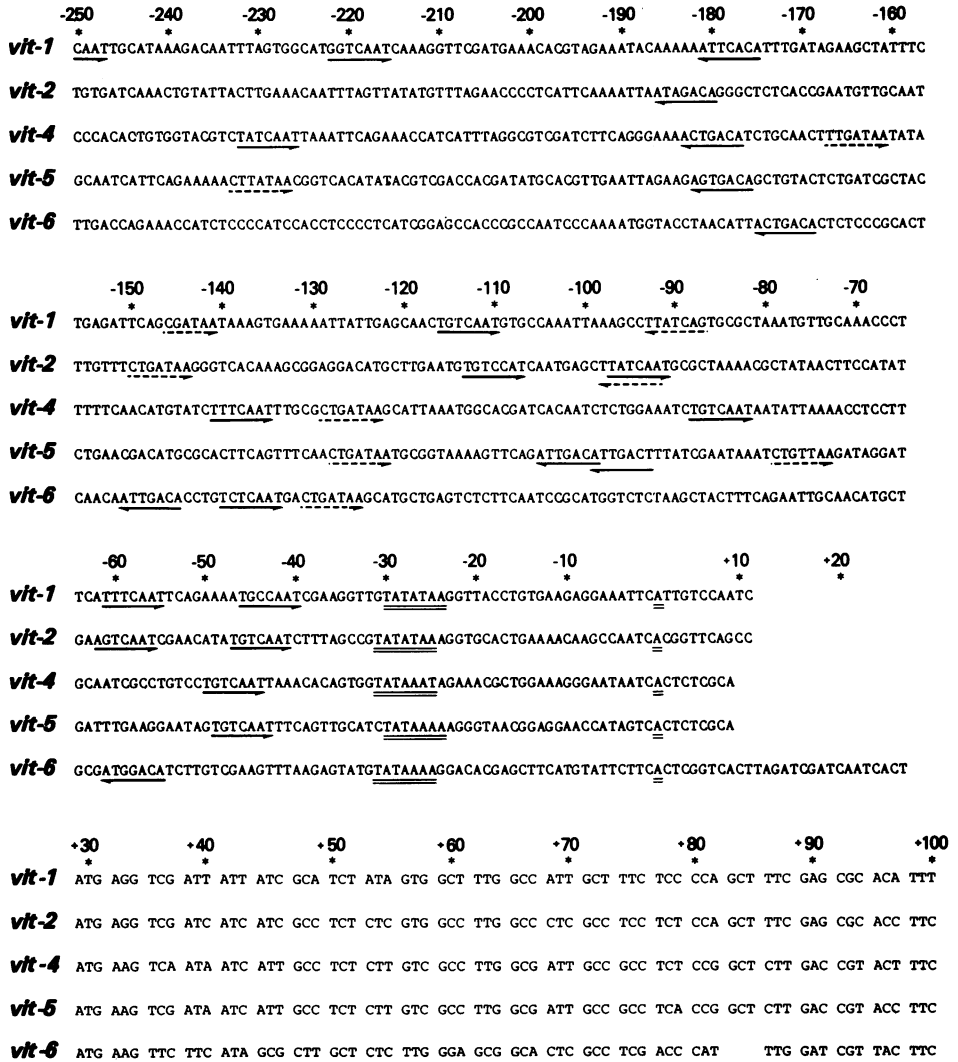 -250 -240 -230 -220 -210 -200 -190 -180 -170 -160
* * * * * * * * * *
vit-1 CAATTGCATAAAGACAATTTAGTGGCATGGTCAATCAAAGGTTCGATGAAACACGTAGAAATACAAAAAATTCACATTTGATAGAAGCTATTTC
vit-2 TGTGATCAAACTGTATTACTTGAAACAATTTAGTTATATGTTTAGAACCCCTCATTCAAAATTAATAGACAGGGCTCTCACCGAATGTTGCAAT
vit-4 CCCACACTGTGGTACGTCTATCAATTAAATTCAGAAACCATCATTTAGGCGTCGATCTTCAGGGAAAACTGACATCTGCAACTTTGATAATATA
vit-5 GCAATCATTCAGAAAAACTTATAACGGTCACATATACGTCGACCACGATATGCACGTTGAATTAGAAGAGTGACAGCTGTACTCTGATCGCTAC
vit-6 TTGACCAGAAACCATCTCCCCATCCACCTCCCCTCATCGGAGCCACCCGCCAATCCCAAAATGGTACCTAACATTACTGACACTCTCCCGCACT
-150 -140 -130 -120 -110 -100 -90 -80 -70
* * * * * * * * *
vit-1 TGAGATTCAGCGATAATAAAGTGAAAAATTATTGAGCAACTGTCAATGTGCCAAATTAAAGCCTTATCAGTGCGCTAAATGTTGCAAACCCT
vit-2 TTGTTTCTGATAAGGGTCACAAAGCGGAGGACATGCTTGAATGTGTCCATCAATGAGCTTATCAATGCGCTAAAACGCTATAACTTCCATAT
vit-4 TTTTCAACATGTATCTTTCAATTTGCGCTGATAAGCATTAAATGGCACGATCACAATCTCTGGAAATCTGTCAATAATATTAAAACCTCCTT
vit-5 CTGAACGACATGCGCACTTCAGTTTCAACTGATAATGCGGTAAAAGTTCAGATTGACATTGACTTTATCGAATAAATCTGTTAAGATAGGAT
vit-6 CAACAATTGACACCTGTCTCAATGACTGATAAGCATGCTGAGTCTCTTCAATCCGCATGGTCTCTAAGCTACTTTCAGAATTGCAACATGCT
-60 -50 -40 -30 -20 -10 +10 +20
* * * * * * * *
vit-1 TCATTTCAATTCAGAAAATGCCAATCGAAGGTTGTATATAAGGTTACCTGTGAAGAGGAAATTCATTGTCCAATC
vit-2 GAAGTCAATCGAACATATGTCAATCTTTAGCCGTATATAAAGGTGCACTGAAAACAAGCCAATCACGGTTCAGCC
vit-4 GCAATCGCCTGTCCTGTCAATTAAACACAGTGGTATAAATAGAAACGCTGGAAAGGGAATAATCACTCTCGCA
vit-5 GATTTGAAGGAATAGTGTCAATTTCAGTTGCATCTATAAAAAGGGTAACGGAGGAACCATAGTCACTCTCGCA
vit-6 GCGATGGACATCTTGTCGAAGTTTAAGAGTATGTATAAAAGGACACGAGCTTCATGTATTCTTCACTCGGTCACTTAGATCGATCAATCACT
+30 +40 +50 +60 +70 +80 +90 +100
* * * * * * * *
vit-1 ATG AGG TCG ATT ATT ATC GCA TCT ATA GTG GCT TTG GCC ATT GCT TTC TCC CCA GCT TTC GAG CGC ACA TTT
vit-2 ATG AGG TCG ATC ATC ATC GCC TCT CTC GTG GCC TTG GCC CTC GCC TCC TCT CCA GCT TTC GAG CGC ACC TTC
vit-4 ATG AAG TCA ATA ATC ATT GCC TCT CTT GTC GCC TTG GCG ATT GCC GCC TCT CCG GCT CTT GAC CGT ACT TTC
vit-5 ATG AAG TCG ATA ATC ATT GCC TCT CTT GTC GCC TTG GCG ATT GCC GCC TCA CCG GCT CTT GAC CGT ACC TTC
vit-6 ATG AAG TTC TTC ATA GCG CTT GCT CTC TTG GGA GCG GCA CTC GCC TCG ACC CAT TTG GAT CGT TAC TTC